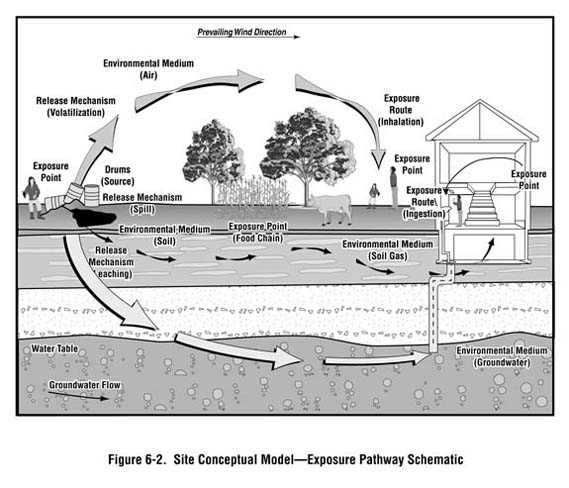 Prevailing Wind Direction
Environmental Medium
(Air)
Release Mechanism
(Volatilization)
Exposure
Route
(Inhalation)
Exposure
Point
Drums
(Source)
Release Mechanism
(Spill)
Exposure
Point
Exposure
Point
Exposure
Route\
(Ingestion)
Environmental Medium
(Soil)
Exposure Point
(Food Chain)
Environmental Medium
(Soil Gas)
Release
Mechanism
(Leaching)
Water Table
Groundwater Flow
Environmental Medium
(Groundwater)
Figure 6-2. Site Conceptual Model—Exposure Pathway Schematic